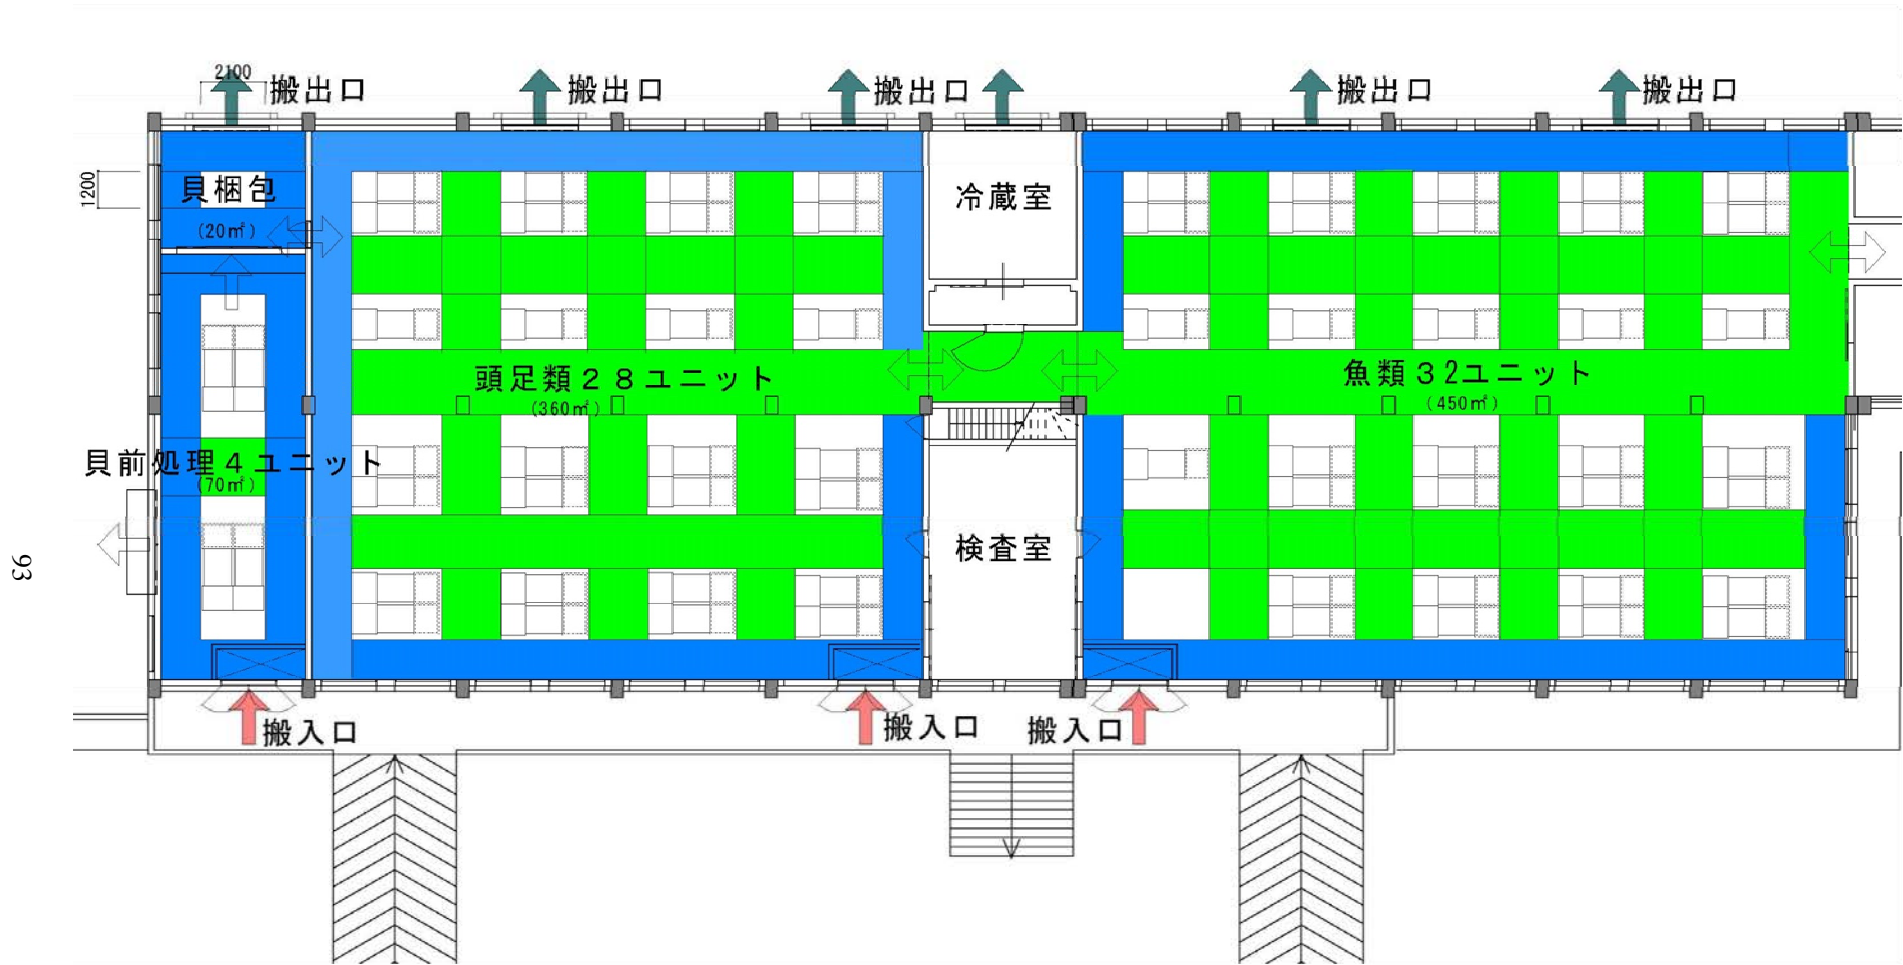 2100
搬出口
搬出口
搬出口
搬出口
搬出口
1200
貝梱包
(20㎡)
冷蔵室
頭足類28ユニット
(360㎡)
魚類32ユニット
(450㎡)
貝前処理4ユニット
(70㎡)
検査室
搬入口
搬入口
搬入口
93